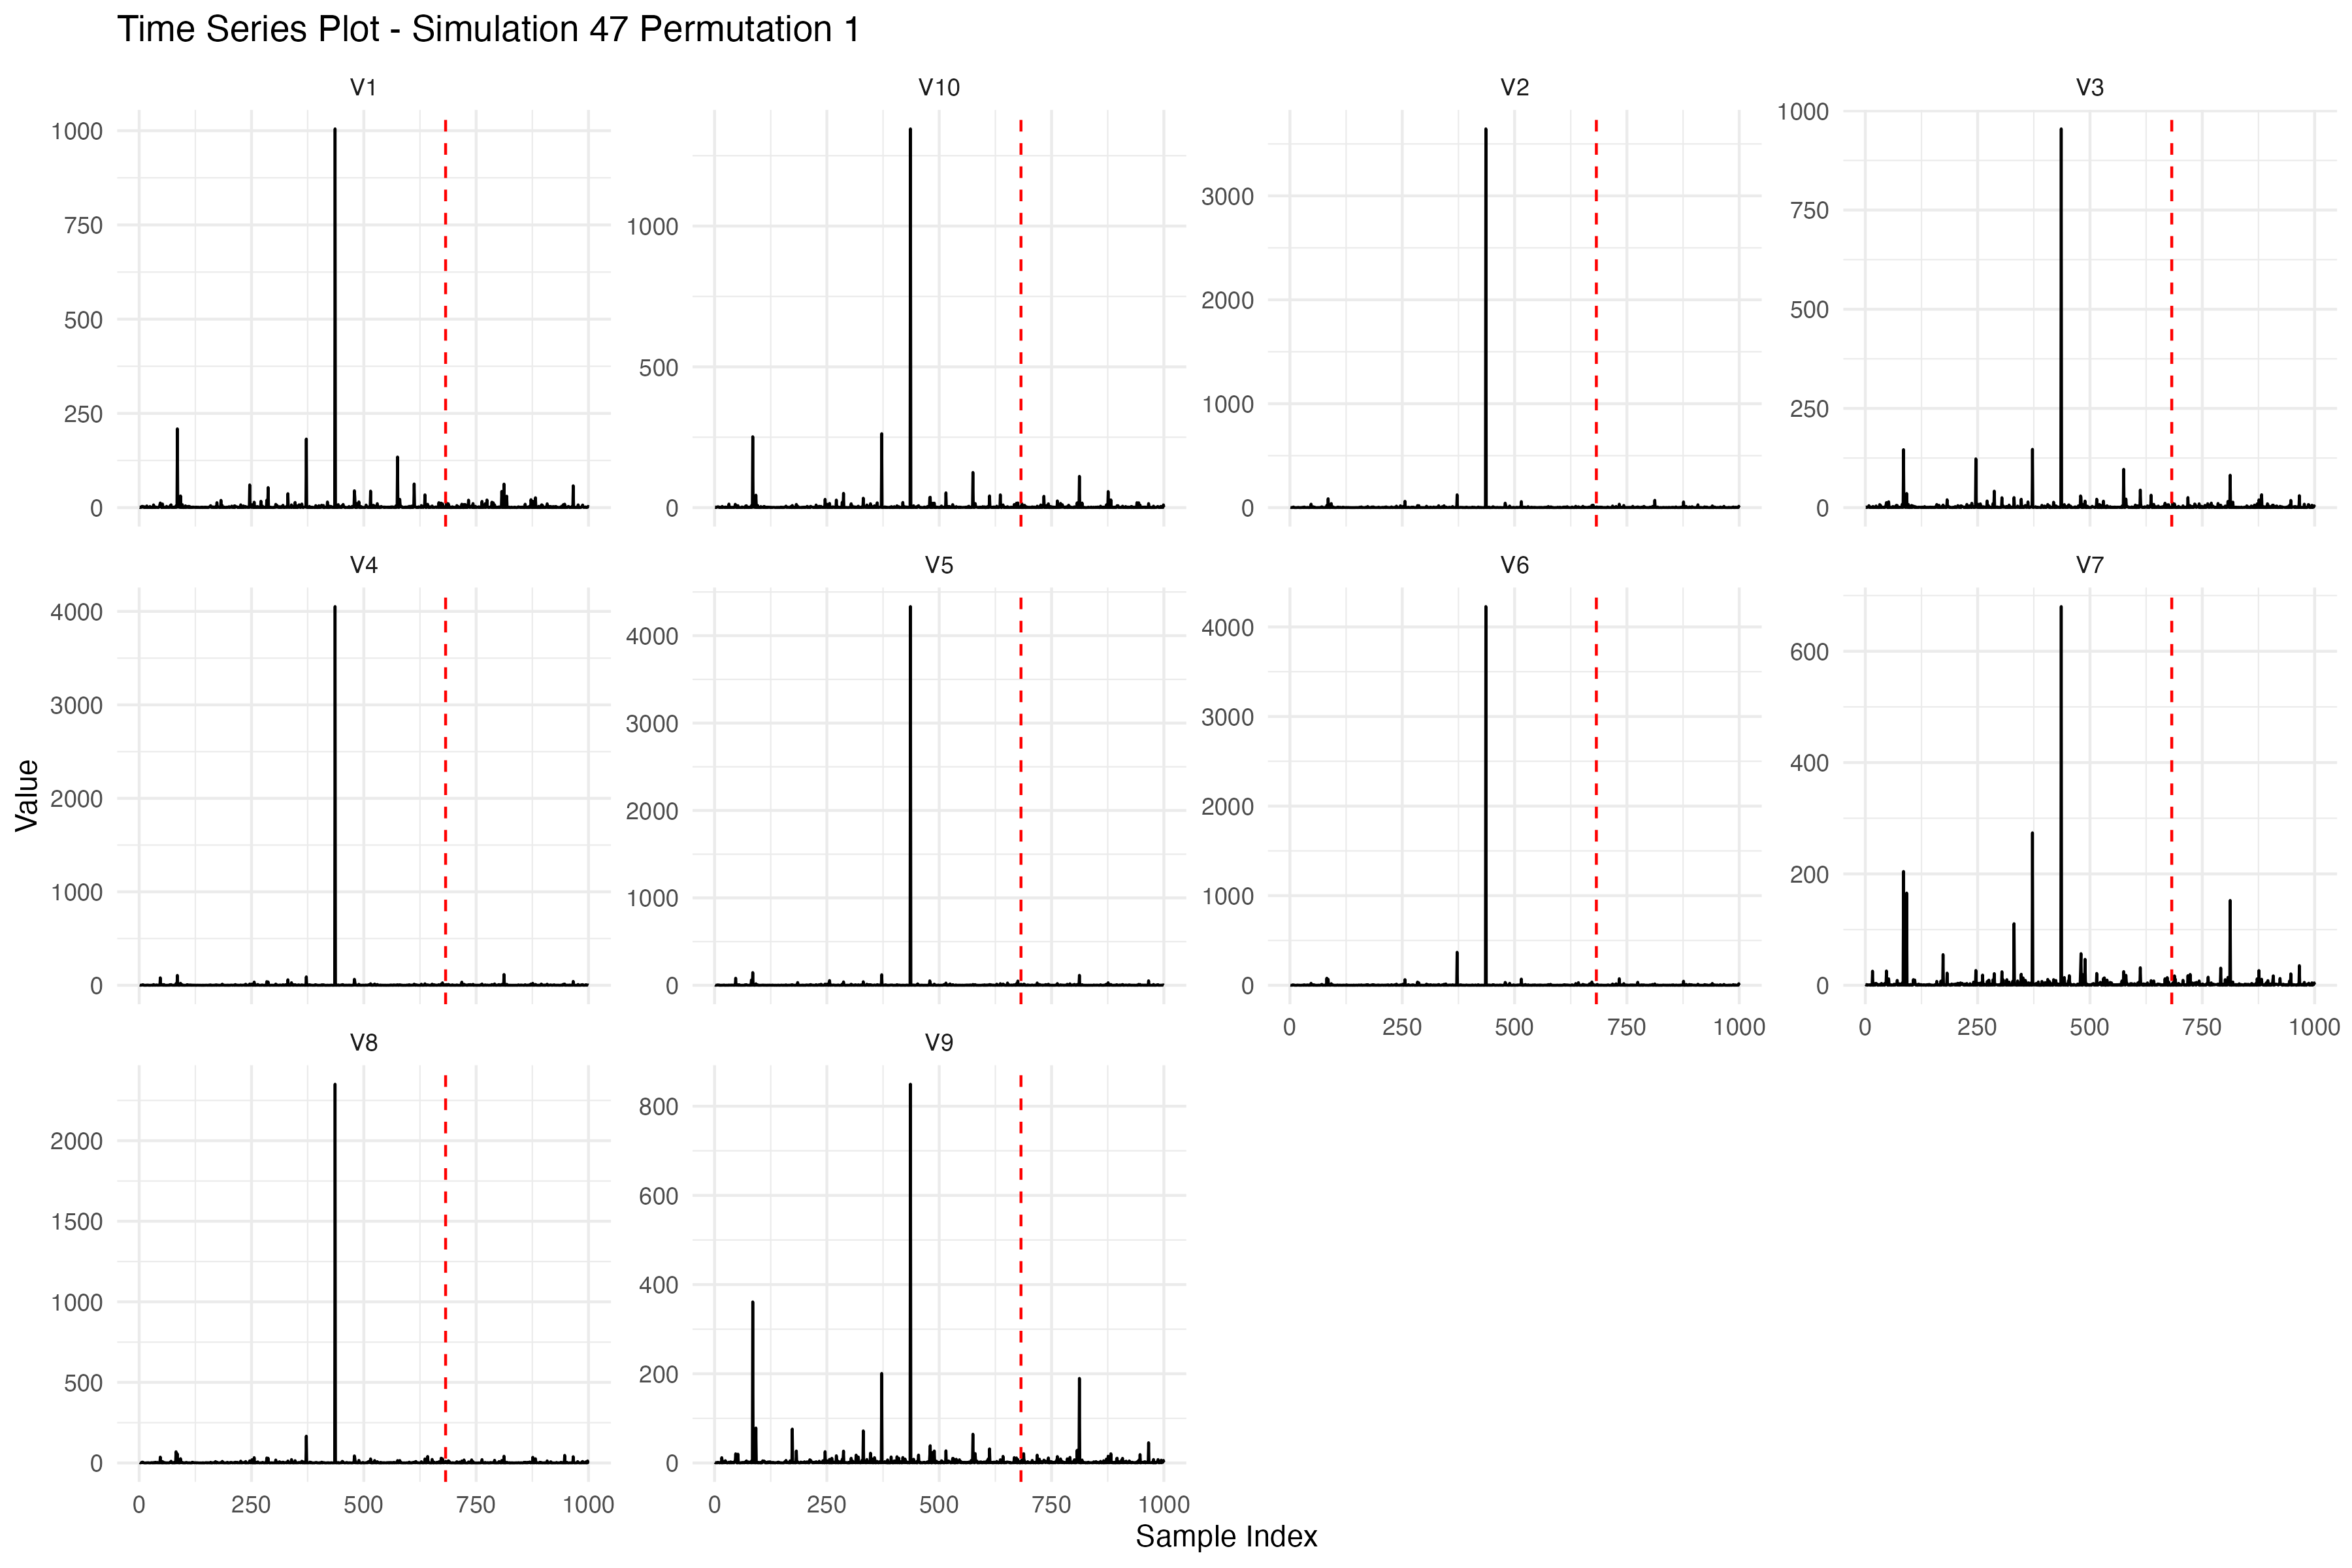 Time Series Plot - Simulation 47 Permutation 1
V1
V10
V2
V3
1000
750
500
250
0
1000
500
0
3000
2000
1000
0
1000
750
500
250
0
V4
V5
V6
V7
4000
3000
2000
1000
0
4000
3000
2000
1000
0
4000
3000
2000
1000
0
600
400
200
0
0 250 500 750 1000
0 250 500 750 1000
Value
V8
V9
2000
1500
1000
500
0
800
600
400
200
0
0 250 500 750 1000
0 250 500 750 1000
Sample Index